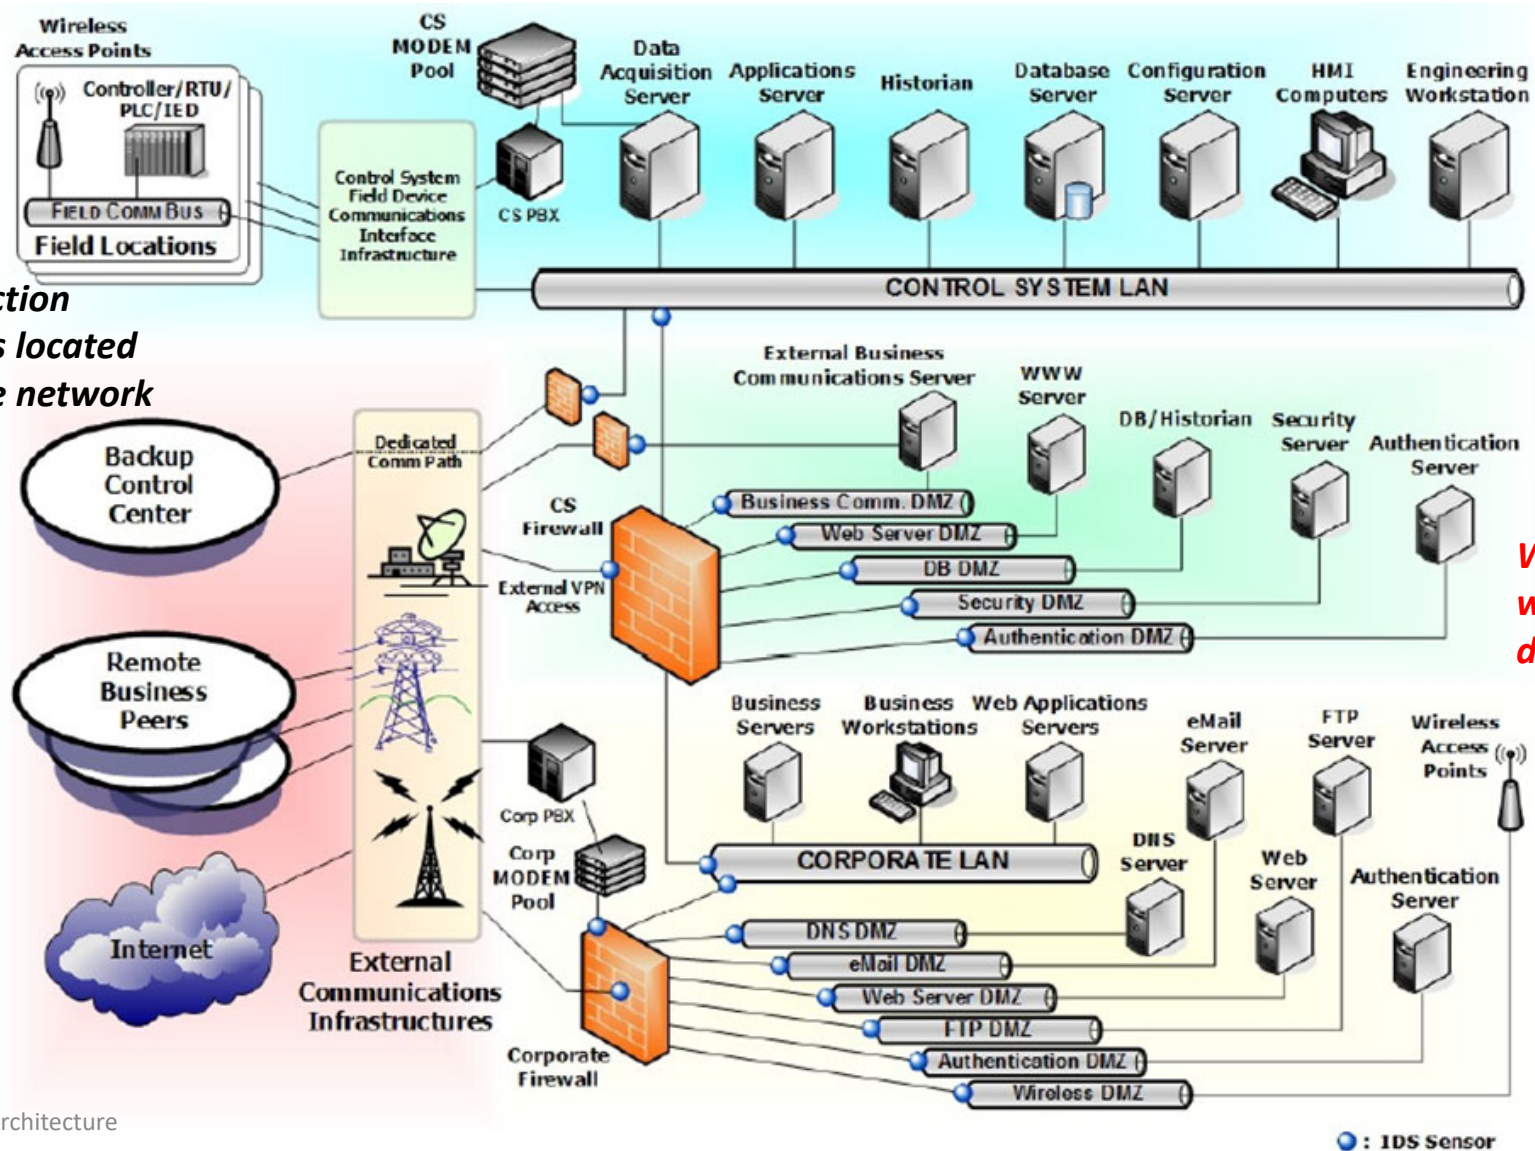 Wireless
Access Points
Controller/RTU/
PLC/IED
FIELD COMM BUS
Field Locations
Control System
Field Device
Communications
Interface
Infrastructure
CS
MODEM
Pool
CS PBX
Data
Acquisition
Server
Applications
Server
Historian
Database
Server
Configuration
Server
HMI
Computers
Engineering
Workstation
CONTROL SYSTEM LAN
ction
s located
e network
Backup
Control
Center
Dedicated
Comm Path
External Business
Communications Server
WWW
Server
DB/Historian
Security
Server
Authentication
Server
CS
Firewall
External VPN
Access
Business Comm. DMZ
Web Server DMZ
DB DMZ
Security DMZ
Authentication DMZ
V
w
d
Remote
Business
Peers
Business
Servers
Business
Workstations
Web Applications
Servers
eMail
Server
FTP
Server
Wireless
Access
Points
Corp PBX
Corp
MODEM
Pool
CORPORATE LAN
DNS
Server
Web
Server
Authentication
Server
Internet
External
Communications
Infrastructures
DNS DMZ
eMail DMZ
Web Server DMZ
FTP DMZ
Authentication DMZ
Wireless DMZ
Corporate
Firewall
rchitecture
: IDS Sensor